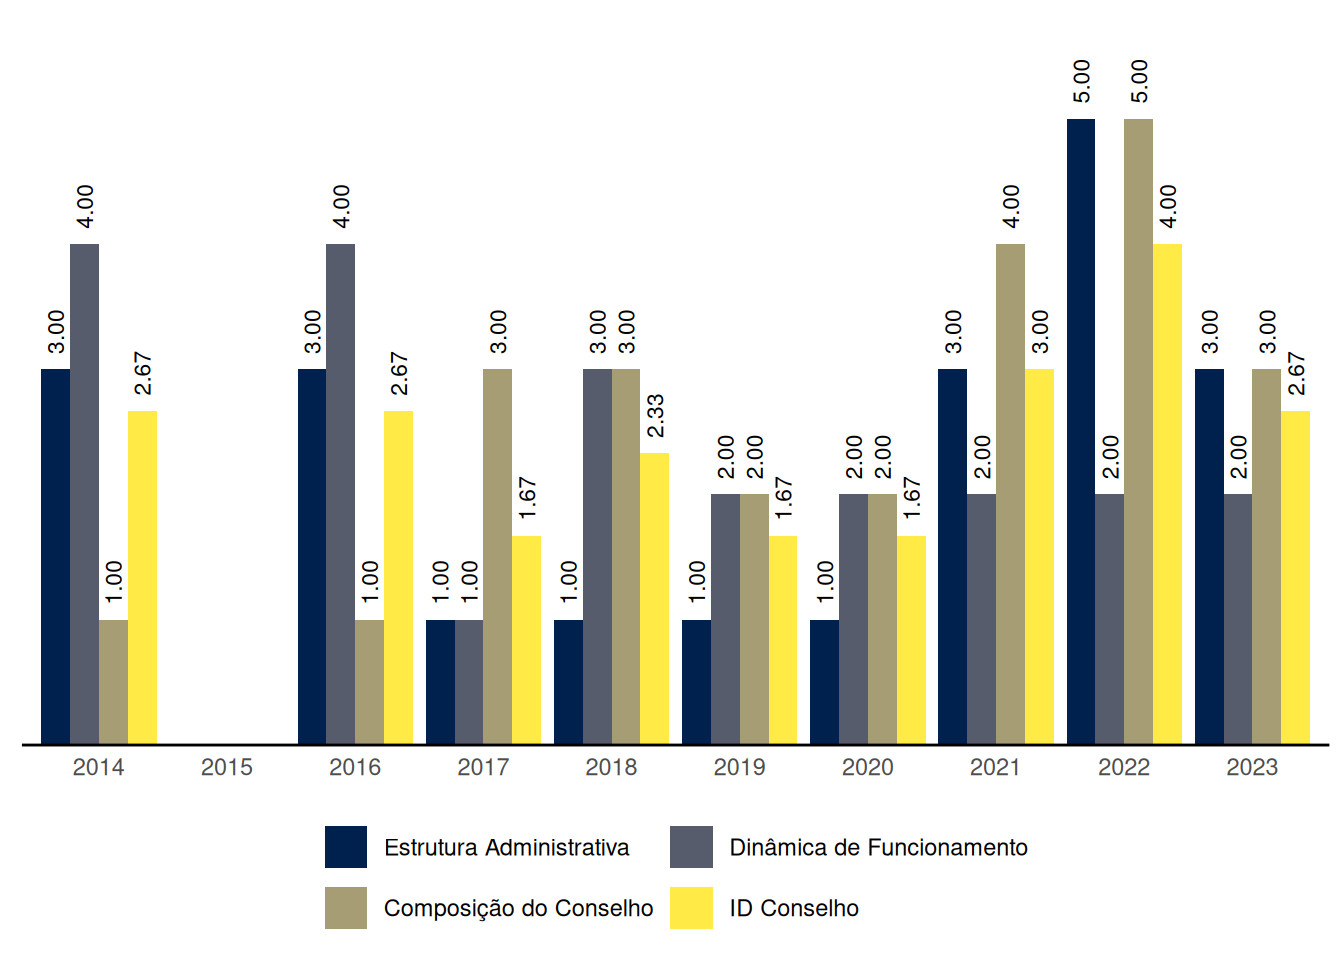 3.00 4.00 1.00 2.67
3.00 4.00 1.00 2.67
1.00 1.00 3.00 1.67
1.00 3.00 3.00 2.33
1.00 2.00 2.00 1.67
1.00 2.00 2.00 1.67
3.00 2.00 4.00 3.00
5.00 2.00 5.00 4.00
3.00 2.00 3.00 2.67
2014 2015 2016 2017 2018 2019 2020 2021 2022 2023
Estrutura Administrativa Dinâmica de Funcionamento
Composição do Conselho ID Conselho